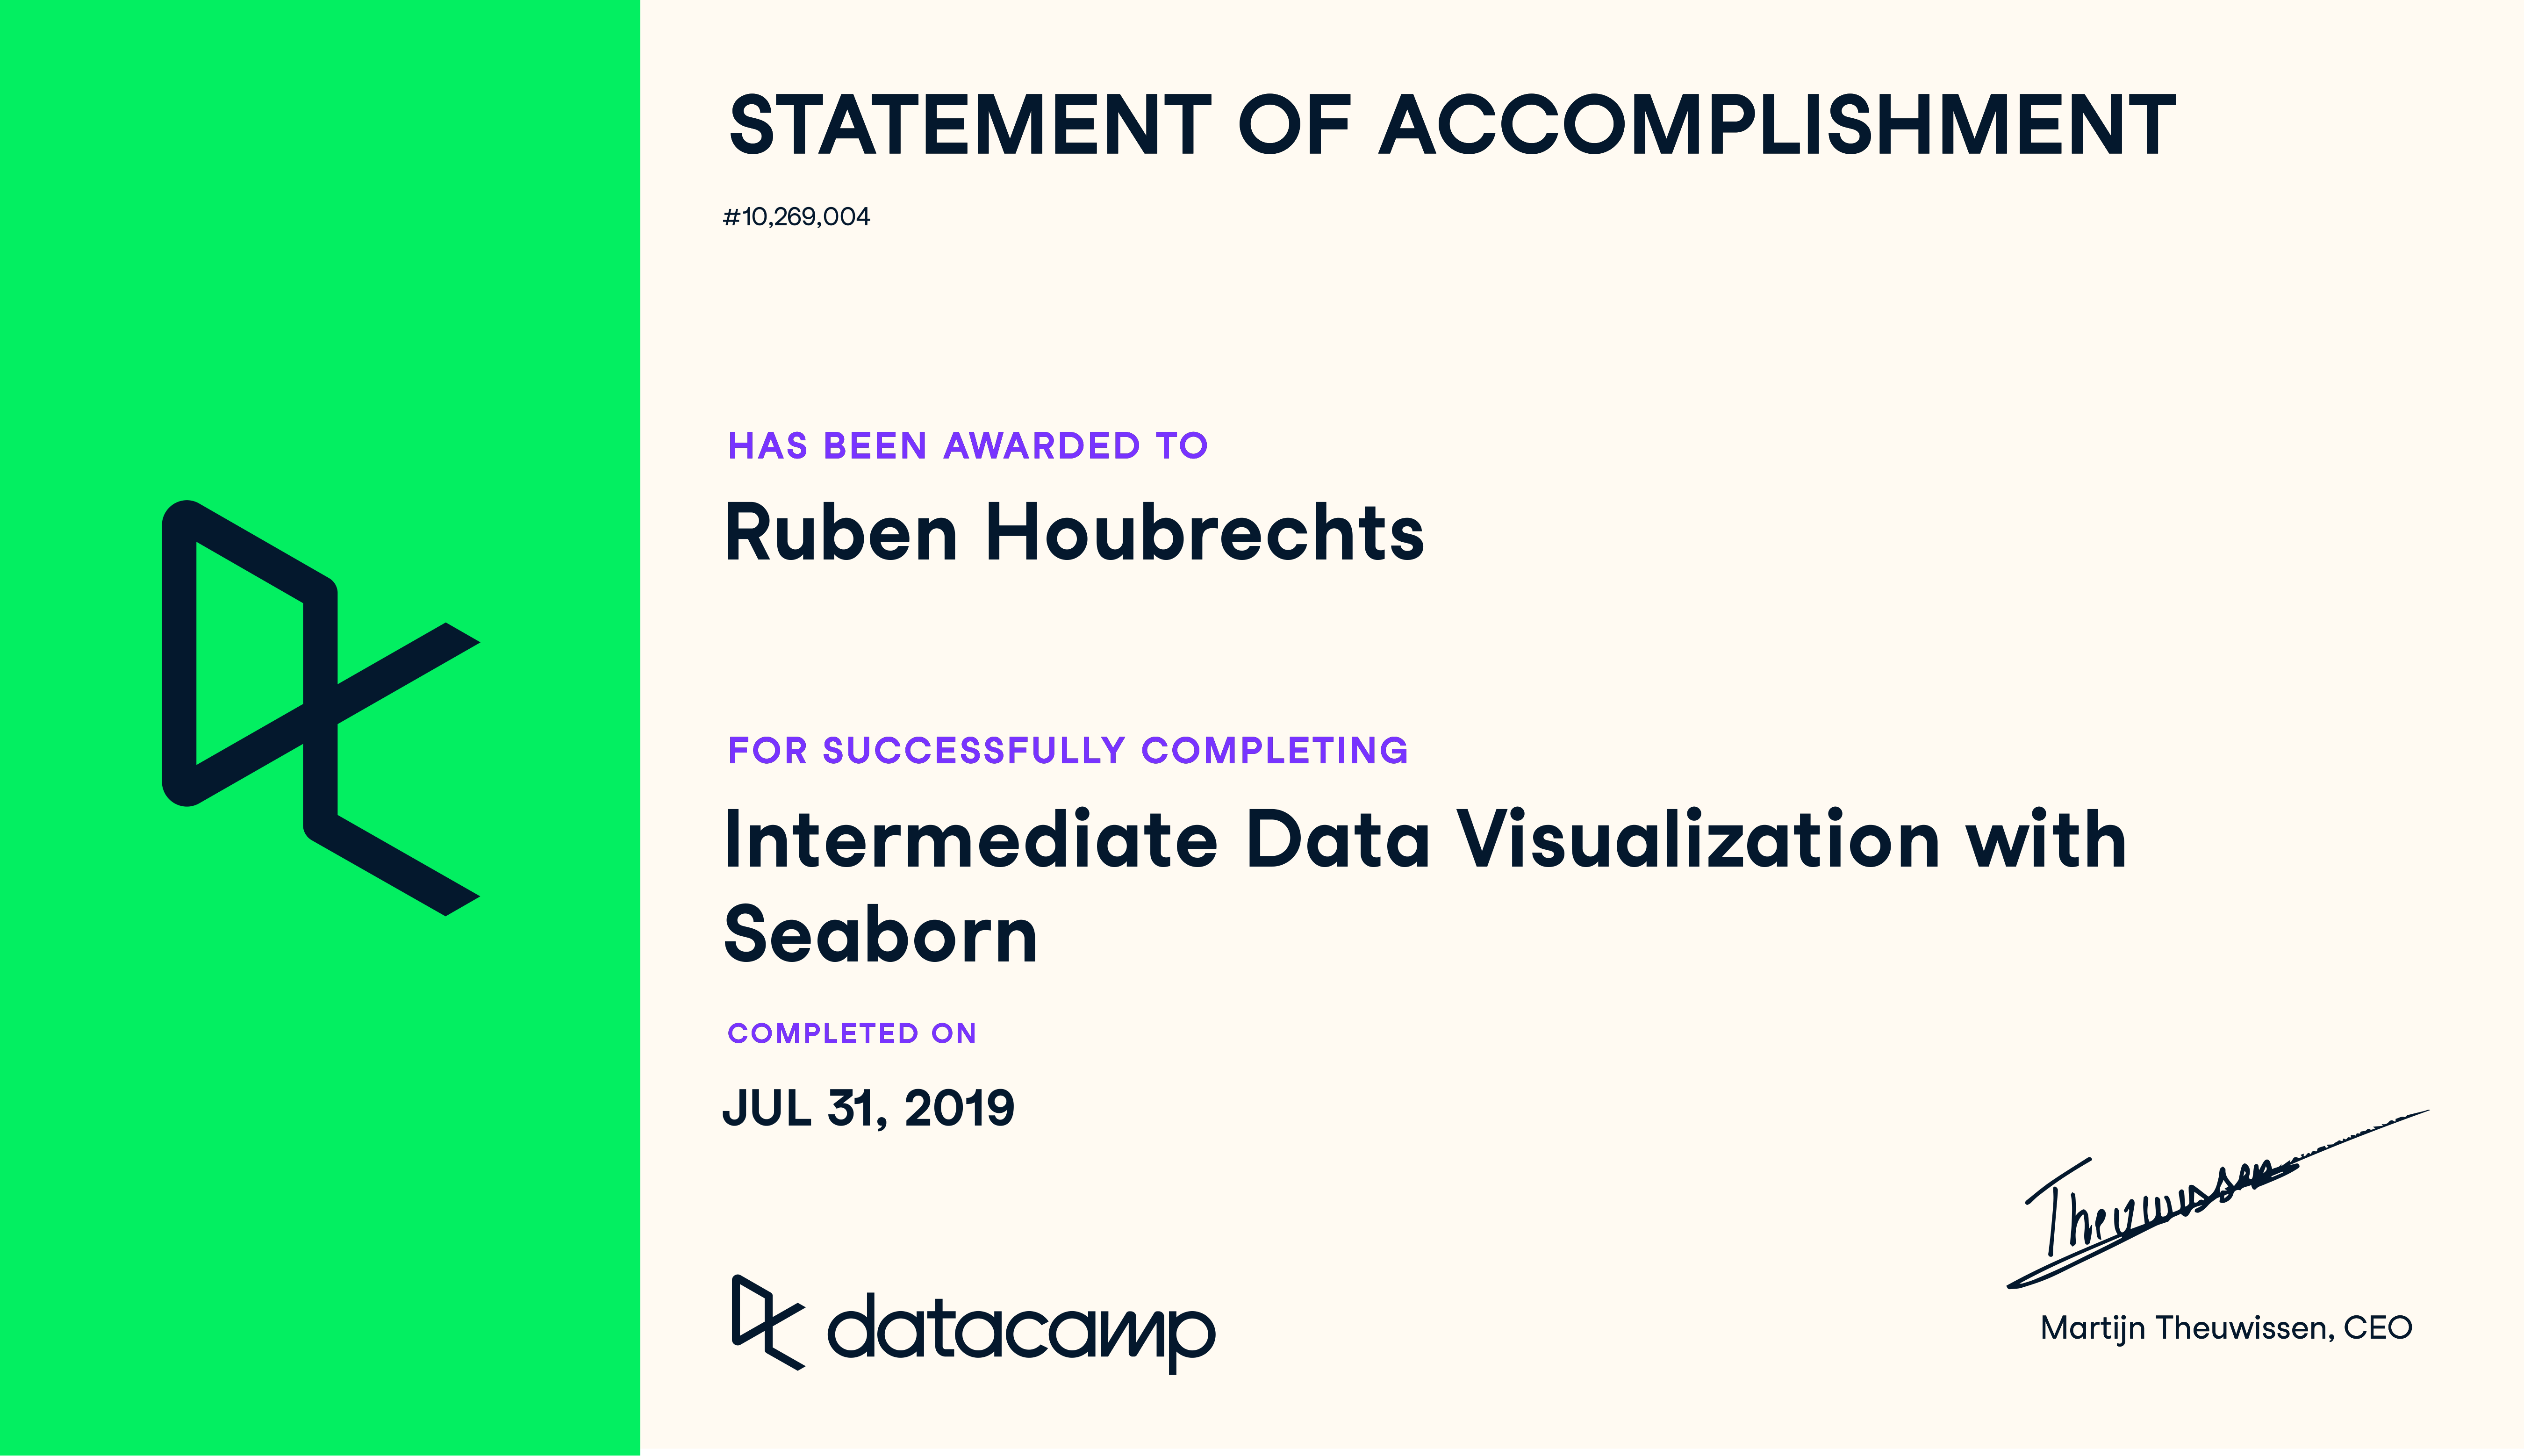 STATEMENT OF ACCOMPLISHMENT
#10,269,004
HAS BEEN AWARDED TO
Ruben Houbrechts
FOR SUCCESSFULLY COMPLETING
Intermediate Data Visualization with
Seaborn
COMPLETED ON
JUL 31, 2019
Theuwissen
datacamp
Martijn Theuwissen, CEO